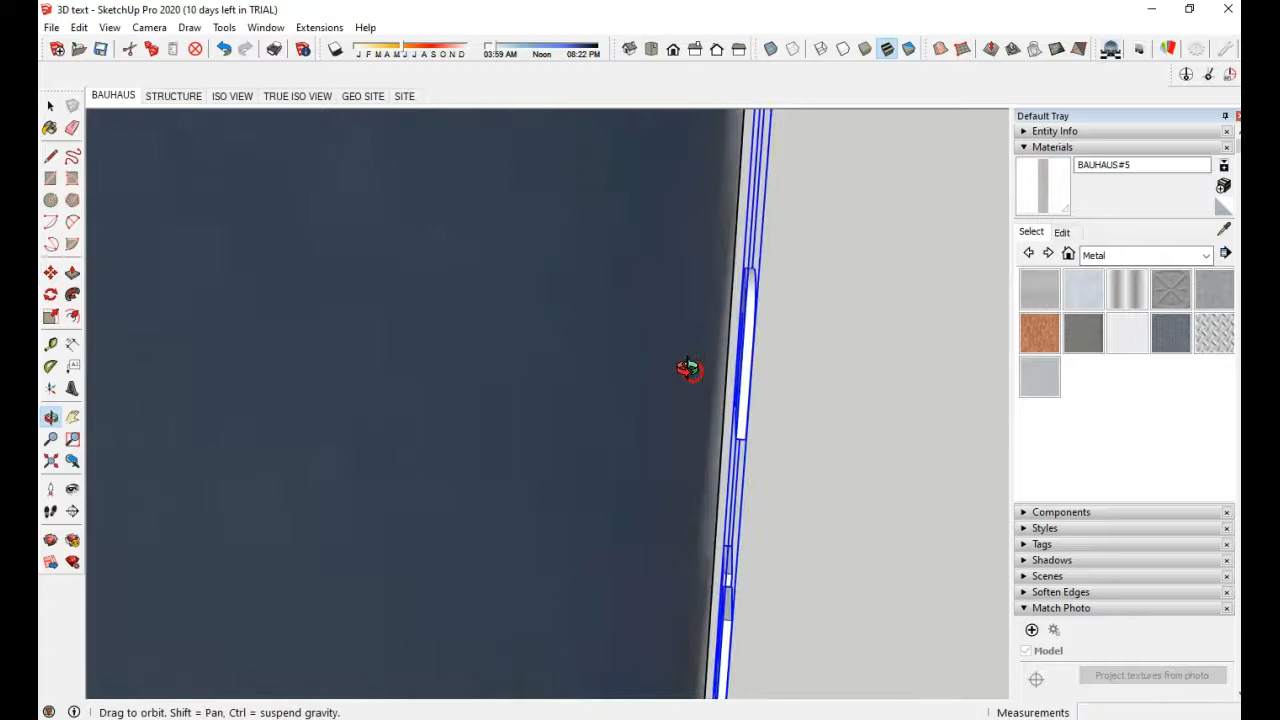 3D text - SketchUp Pro 2020 (10 days left in TRIAL)
File Edit View Camera Draw Tools Window Extensions Help
J F M A M J J A S O N D 03:59 AM Noon 08:22 PM
BAUHAUS STRUCTURE ISO VIEW TRUE ISO VIEW GEO SITE SITE
Default Tray
Entity Info
Materials
BAUHAUS#5
Select Edit
Metal
Components
Styles
Tags
Shadows
Scenes
Soften Edges
Match Photo
Model
Project textures from photo
Drag to orbit. Shift = Pan, Ctrl = suspend gravity.
Measurements